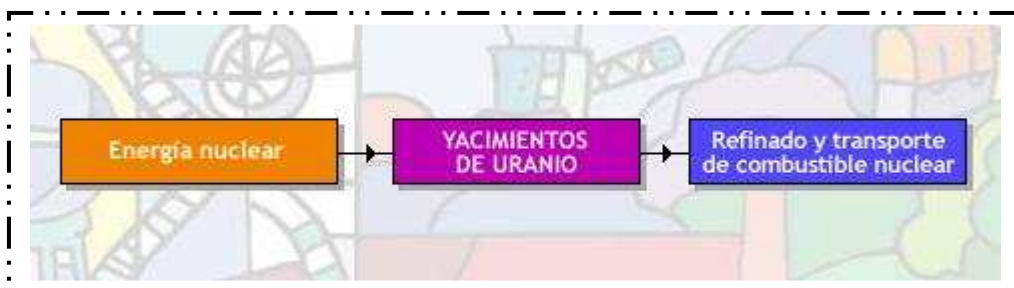 Energía nuclear
YACIMIENTOS
DE URANIO
Refinado y transporte
de combustible nuclear